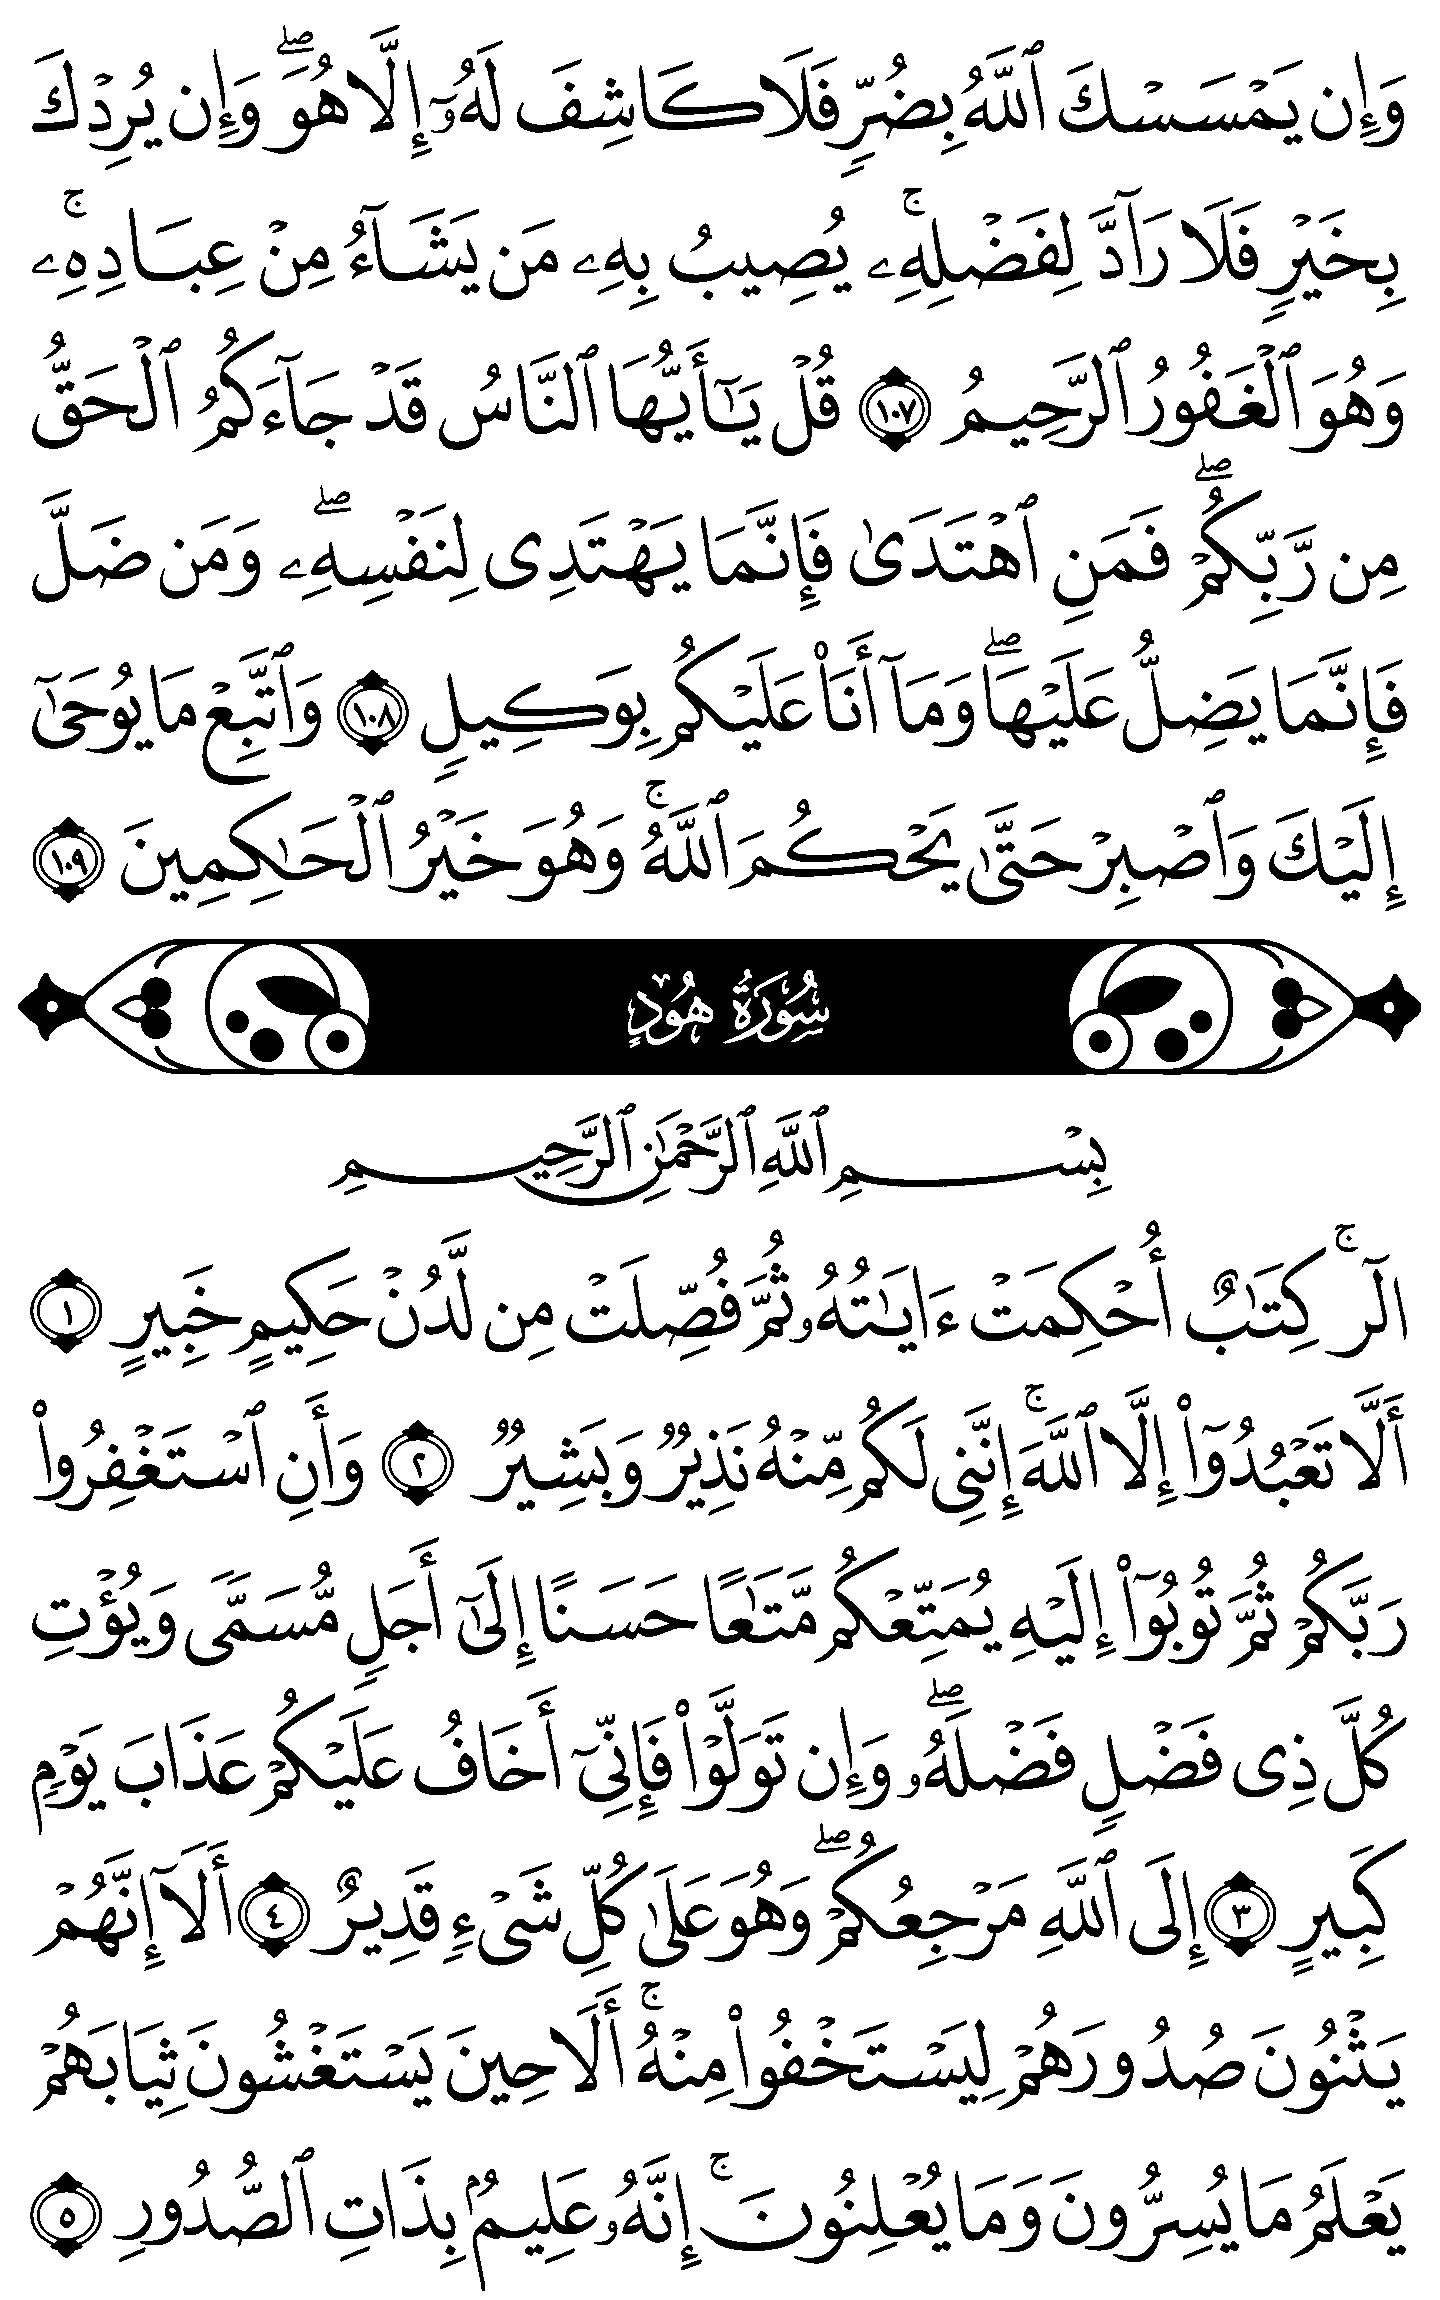 وَإِن يَمْسَسْكَ ٱللَّهُ بِضُرٍّ فَلَا كَاشِفَ لَهُۥٓ إِلَّا هُوَ ۖ وَإِن يُرِدْكَ
بِخَيْرٍ فَلَا رَآدَّ لِفَضْلِهِۦ ۚ يُصِيبُ بِهِۦ مَن يَشَآءُ مِنْ عِبَادِهِۦ ۚ
وَهُوَ ٱلْغَفُورُ ٱلرَّحِيمُ ١٠٧ قُلْ يَـٰٓأَيُّهَا ٱلنَّاسُ قَدْ جَآءَكُمُ ٱلْحَقُّ
مِن رَّبِّكُمْ ۖ فَمَنِ ٱهْتَدَىٰ فَإِنَّمَا يَهْتَدِى لِنَفْسِهِۦ ۖ وَمَن ضَلَّ
فَإِنَّمَا يَضِلُّ عَلَيْهَا ۖ وَمَآ أَنَا۠ عَلَيْكُم بِوَكِيلٍ ١٠٨ وَٱتَّبِعْ مَا يُوحَىٰٓ
إِلَيْكَ وَٱصْبِرْ حَتَّىٰ يَحْكُمَ ٱللَّهُ ۚ وَهُوَ خَيْرُ ٱلْحَـٰكِمِينَ ١٠٩
سُورَةُ هُودٍ
بِسْمِ ٱللَّهِ ٱلرَّحْمَـٰنِ ٱلرَّحِيمِ
الٓر ۚ كِتَـٰبٌ أُحْكِمَتْ ءَايَـٰتُهُۥ ثُمَّ فُصِّلَتْ مِن لَّدُنْ حَكِيمٍ خَبِيرٍ ١
أَلَّا تَعْبُدُوٓا۟ إِلَّا ٱللَّهَ ۚ إِنَّنِى لَكُم مِّنْهُ نَذِيرٌ وَبَشِيرٌ ٢ وَأَنِ ٱسْتَغْفِرُوا۟
رَبَّكُمْ ثُمَّ تُوبُوٓا۟ إِلَيْهِ يُمَتِّعْكُم مَّتَـٰعًا حَسَنًا إِلَىٰٓ أَجَلٍ مُّسَمًّى وَيُؤْتِ
كُلَّ ذِى فَضْلٍ فَضْلَهُۥ ۖ وَإِن تَوَلَّوْا۟ فَإِنِّىٓ أَخَافُ عَلَيْكُمْ عَذَابَ يَوْمٍ
كَبِيرٍ ٣ إِلَى ٱللَّهِ مَرْجِعُكُمْ ۖ وَهُوَ عَلَىٰ كُلِّ شَىْءٍ قَدِيرٌ ٤ أَلَآ إِنَّهُمْ
يَثْنُونَ صُدُورَهُمْ لِيَسْتَخْفُوا۟ مِنْهُ ۚ أَلَا حِينَ يَسْتَغْشُونَ ثِيَابَهُمْ
يَعْلَمُ مَا يُسِرُّونَ وَمَا يُعْلِنُونَ ۚ إِنَّهُۥ عَلِيمٌۢ بِذَاتِ ٱلصُّدُورِ ٥